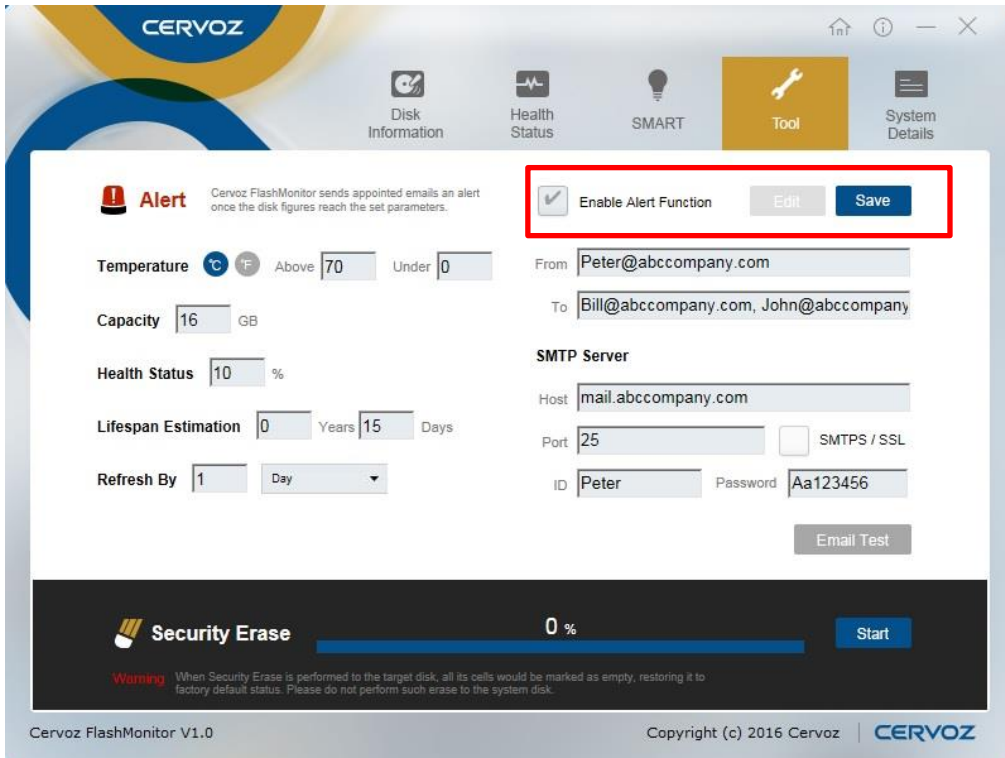 CERVOZ
Disk
Information
Health
Status
SMART
Tool
System
Details
Alert
Cervoz FlashMonitor sends appointed emails an alert
once the disk figures reach the set parameters.
Enable Alert Function
Edit
Save
Temperature °C °F Above 70 Under 0
Capacity 16 GB
Health Status 10 %
Lifespan Estimation 0 Years 15 Days
Refresh By 1 Day
From Peter@abccompany.com
To Bill@abccompany.com, John@abccompany
SMTP Server
Host mail.abccompany.com
Port 25 SMTPS / SSL
ID Peter Password Aa123456
Email Test
Security Erase
0 %
Start
Warning When Security Erase is performed to the target disk, all its cells would be marked as empty, restoring it to
factory default status. Please do not perform such erase to the system disk.
Cervoz FlashMonitor V1.0
Copyright (c) 2016 Cervoz
CERVOZ